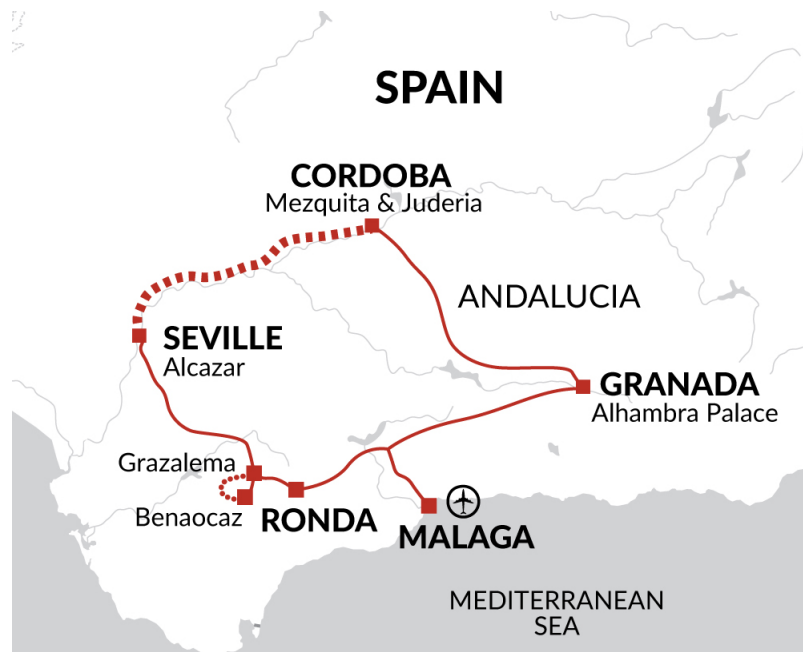 SPAIN
CORDOBA
Mezquita & Juderia
ANDALUCIA
SEVILLE
Alcazar
GRANADA
Alhambra Palace
Grazalema
Benaocaz
RONDA
MALAGA
MEDITERRANEAN
SEA